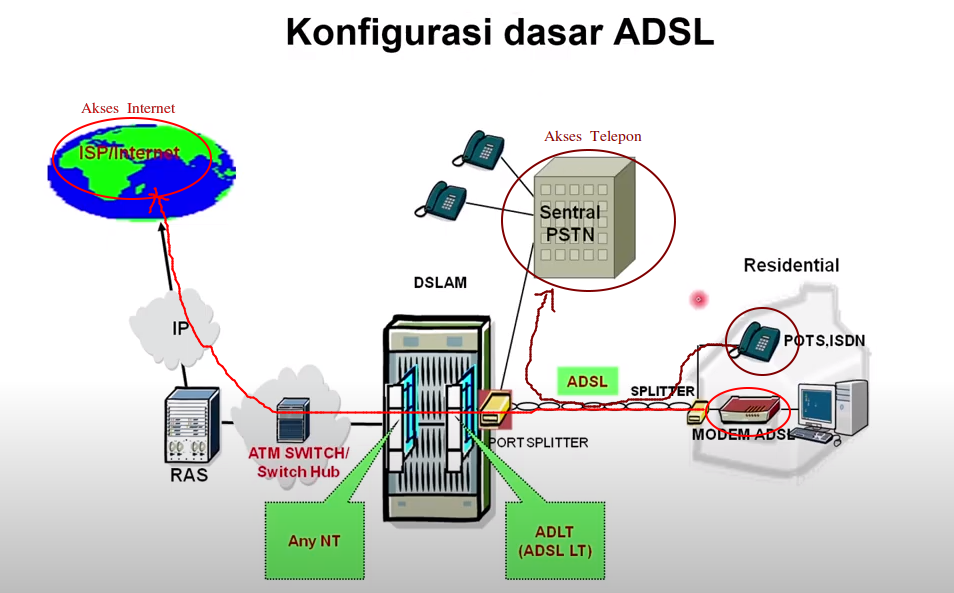 Konfigurasi dasar ADSL
Akses Internet
ISP/Internet
Akses Telepon
Sentral
PSTN
Residential
DSLAM
IP
POTS,ISDN
ADSL
SPLITTER
MODEM ADSL
PORT SPLITTER
ATM SWITCH/
Switch Hub
RAS
Any NT
ADLT
(ADSL LT)